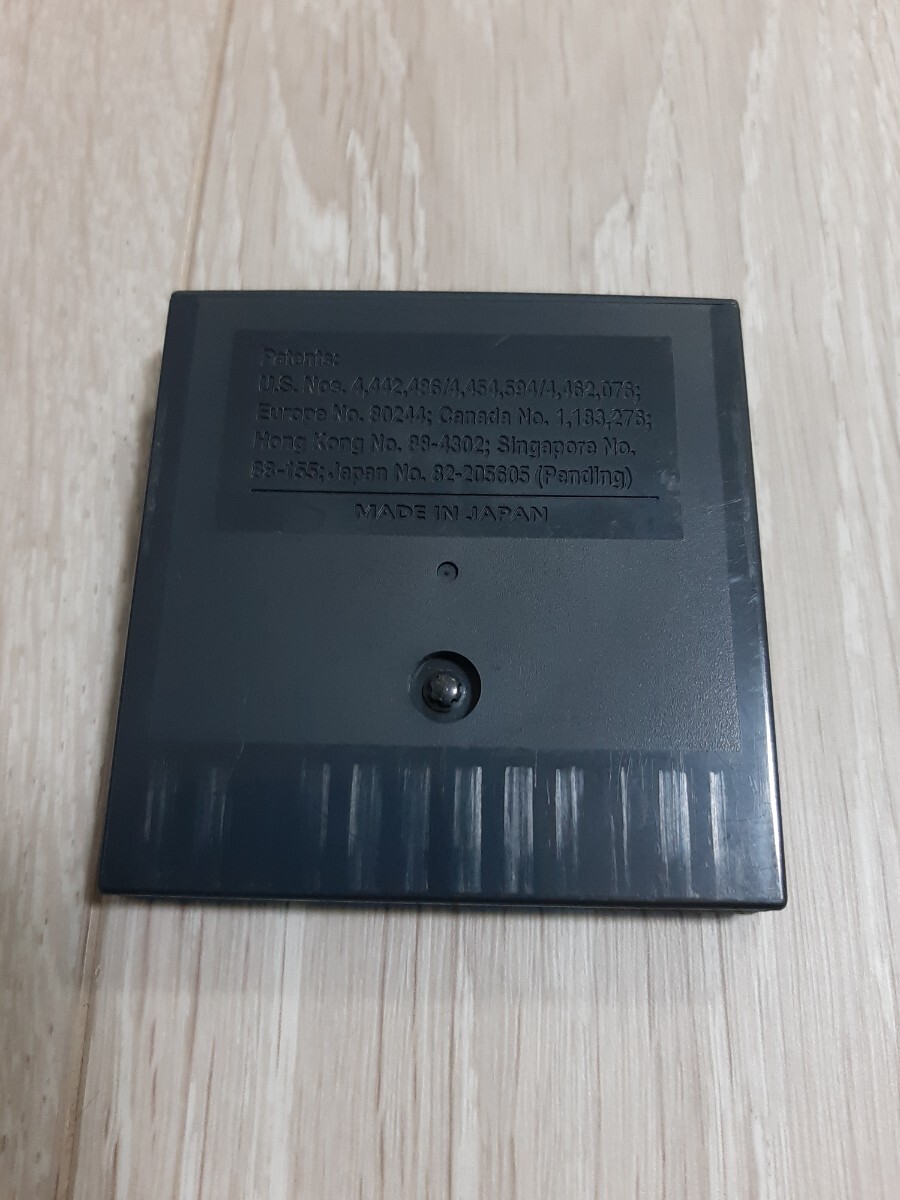 Patents:
U.S. Nos. 4,442,486/4,454,594/4,462,076;
Europe No. 80244; Canada No. 1,183,276;
Hong Kong No. 88-4302; Singapore No.
88-155; Japan No. 82-205605 (Pending)
MADE IN JAPAN